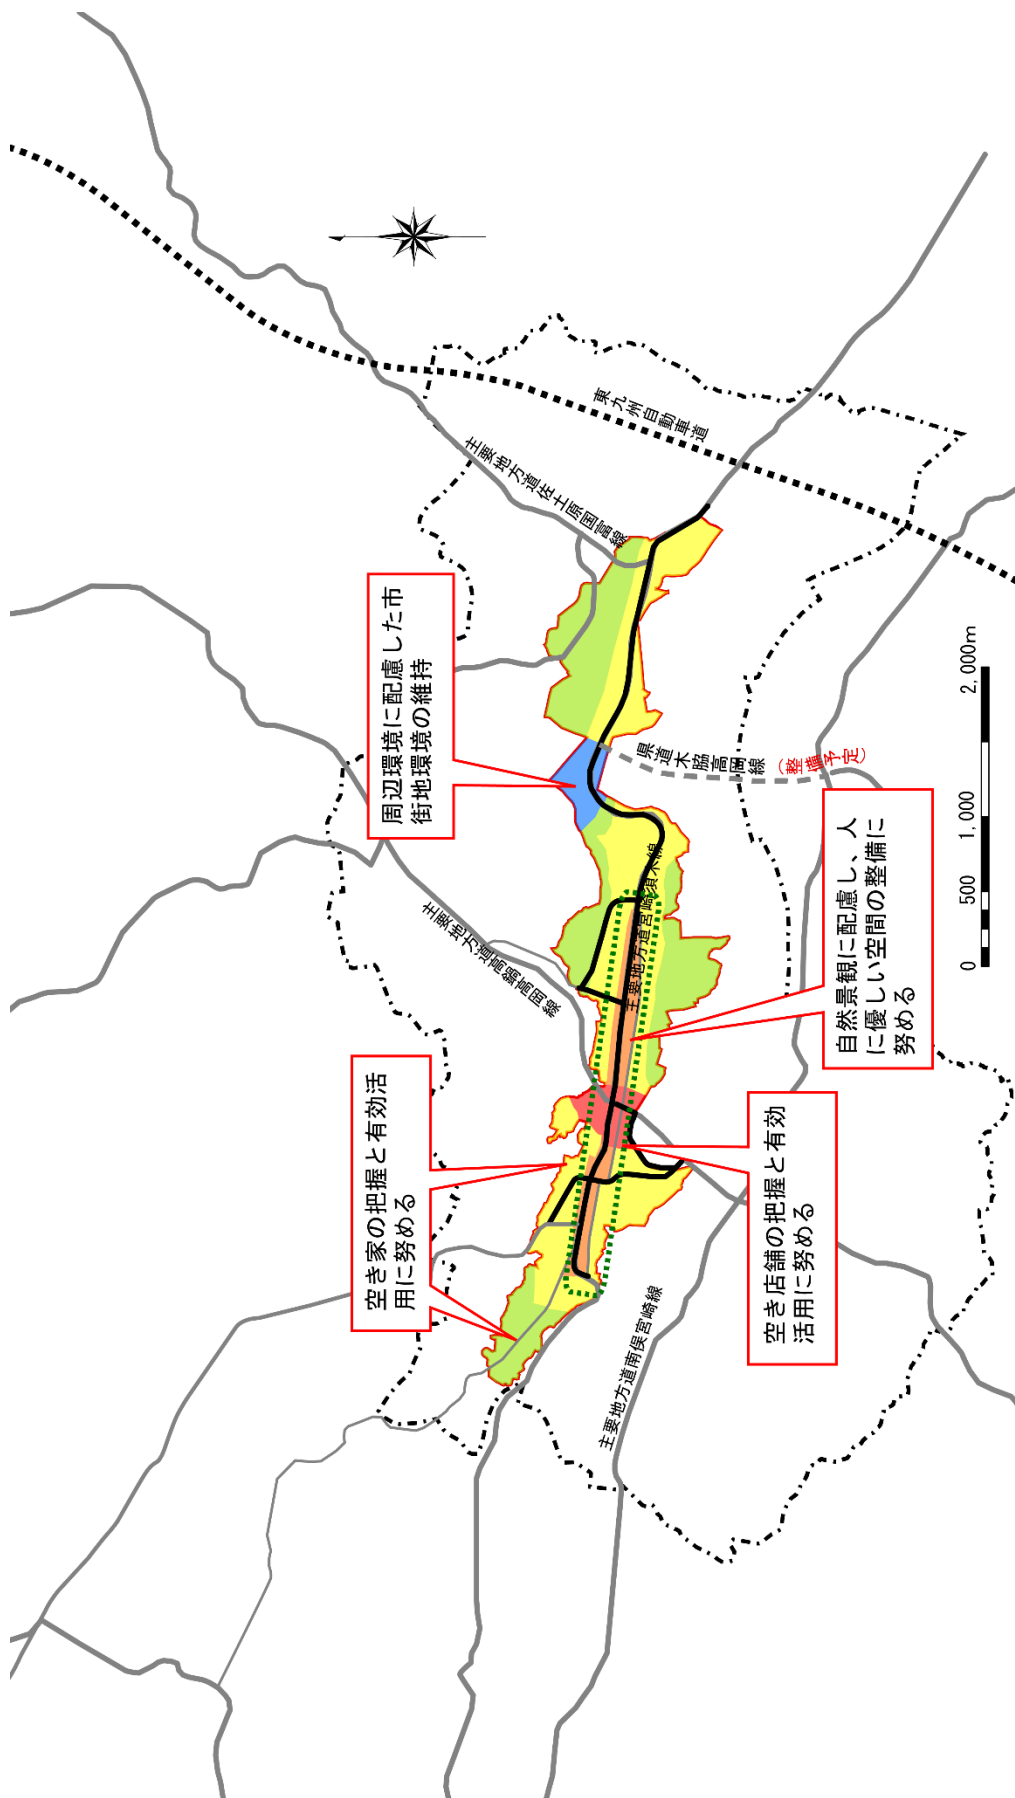 空き家の把握と有効活
用に努める
周辺環境に配慮した市
街地環境の維持
主要地方道高鍋高岡線
主要地方道佐土原国富線
東九州自動車道
県道木脇高岡線
(整備予定)
主要地方道宮崎須木線
主要地方道南俣宮崎線
空き店舗の把握と有効
活用に努める
自然景観に配慮し、人
に優しい空間の整備に
努める
0 500 1,000 2,000m